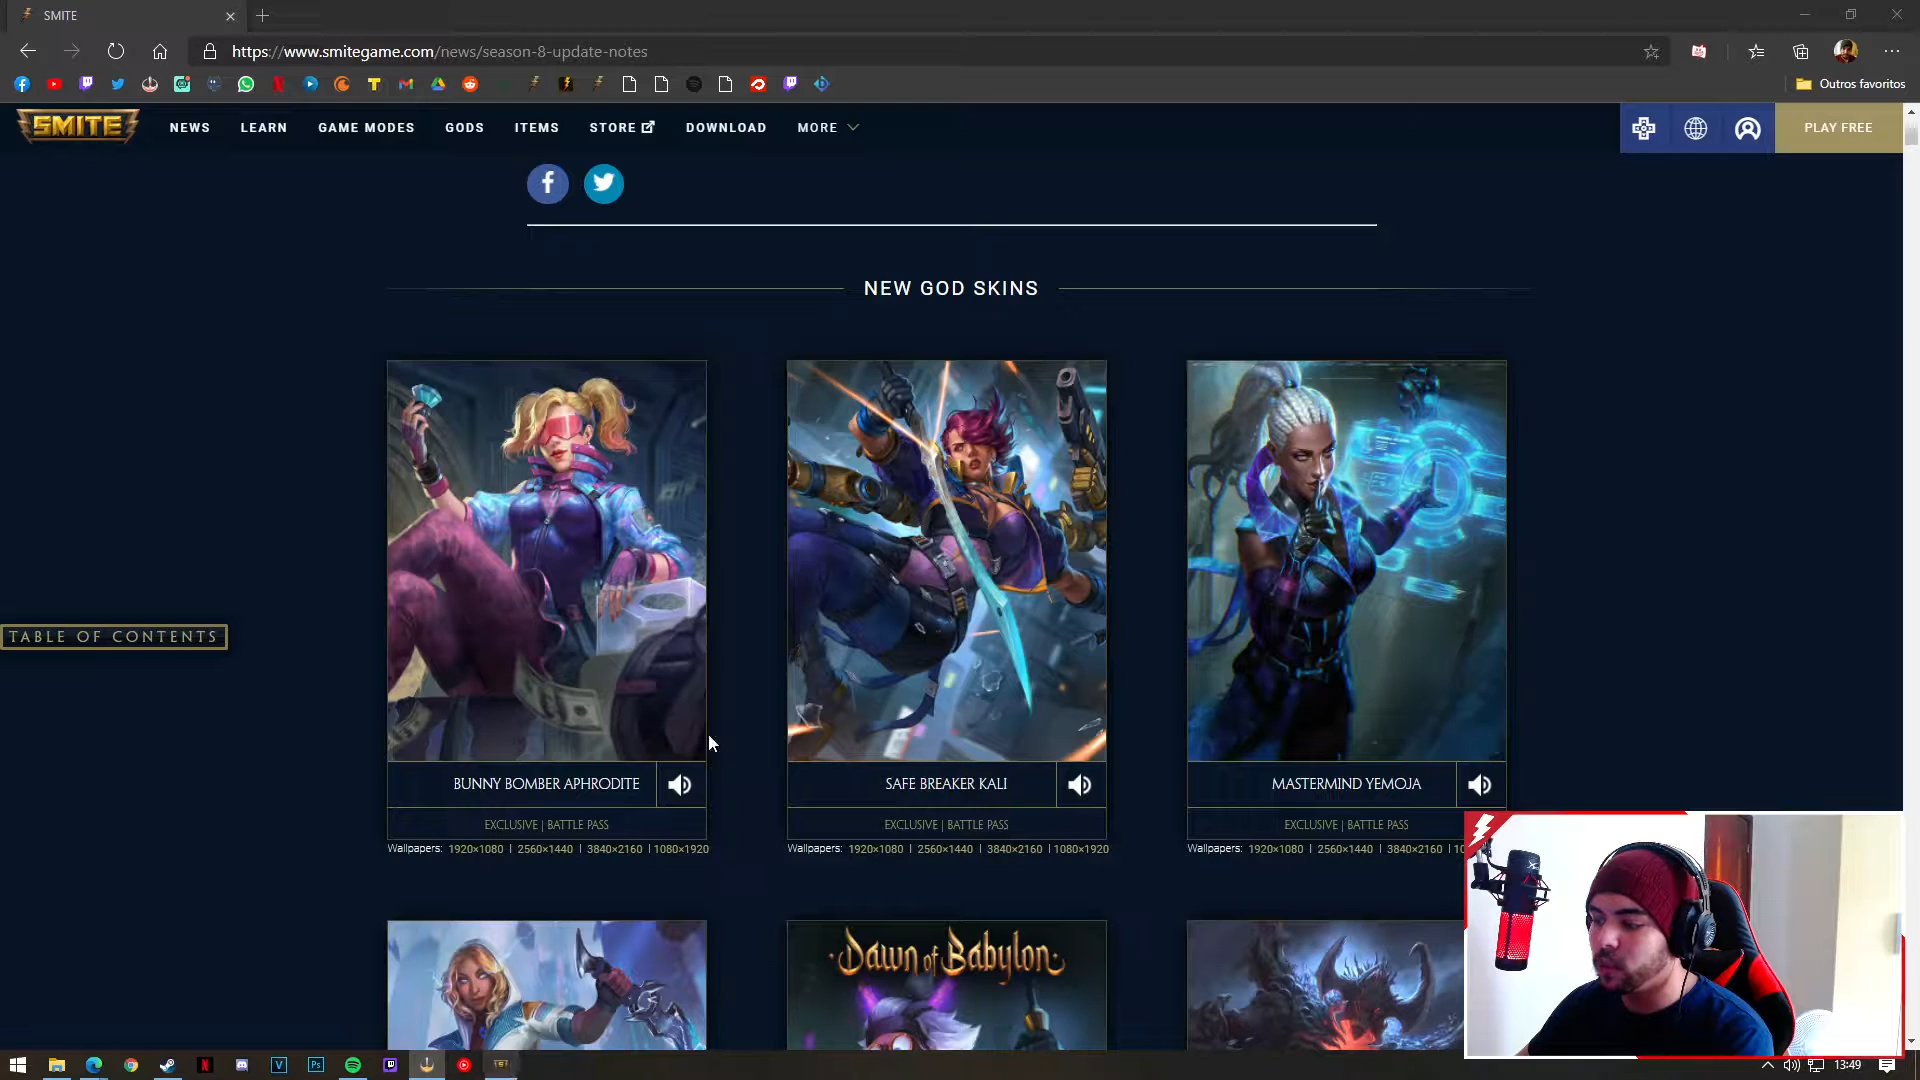 SMITE
https://www.smitegame.com/news/season-8-update-notes
Outros favoritos
SMITE
NEWS
LEARN
GAME MODES
GODS
ITEMS
STORE
DOWNLOAD
MORE
PLAY FREE
NEW GOD SKINS
TABLE OF CONTENTS
BUNNY BOMBER APHRODITE
SAFE BREAKER KALI
MASTERMIND YEMOJA
EXCLUSIVE | BATTLE PASS
EXCLUSIVE | BATTLE PASS
EXCLUSIVE | BATTLE PASS
Wallpapers: 1920×1080 | 2560×1440 | 3840×2160 | 1080×1920
Wallpapers: 1920×1080 | 2560×1440 | 3840×2160 | 1080×1920
Wallpapers: 1920×1080 | 2560×1440 | 3840×2160 | 10
Dawn of Babylon
13:49